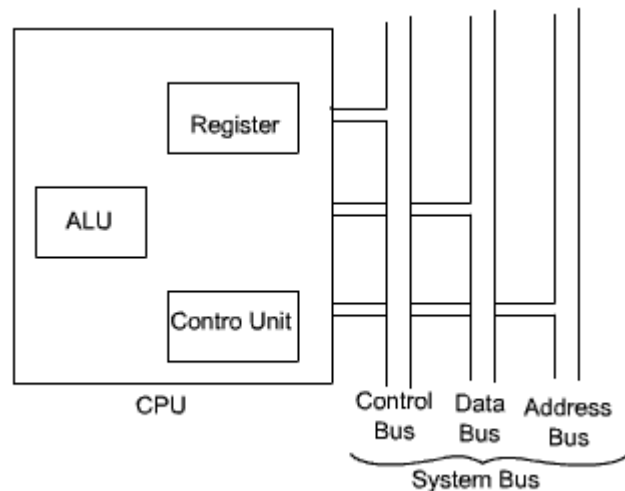 Register
ALU
Contro Unit
CPU
Control Bus
Data Bus
Address Bus
System Bus